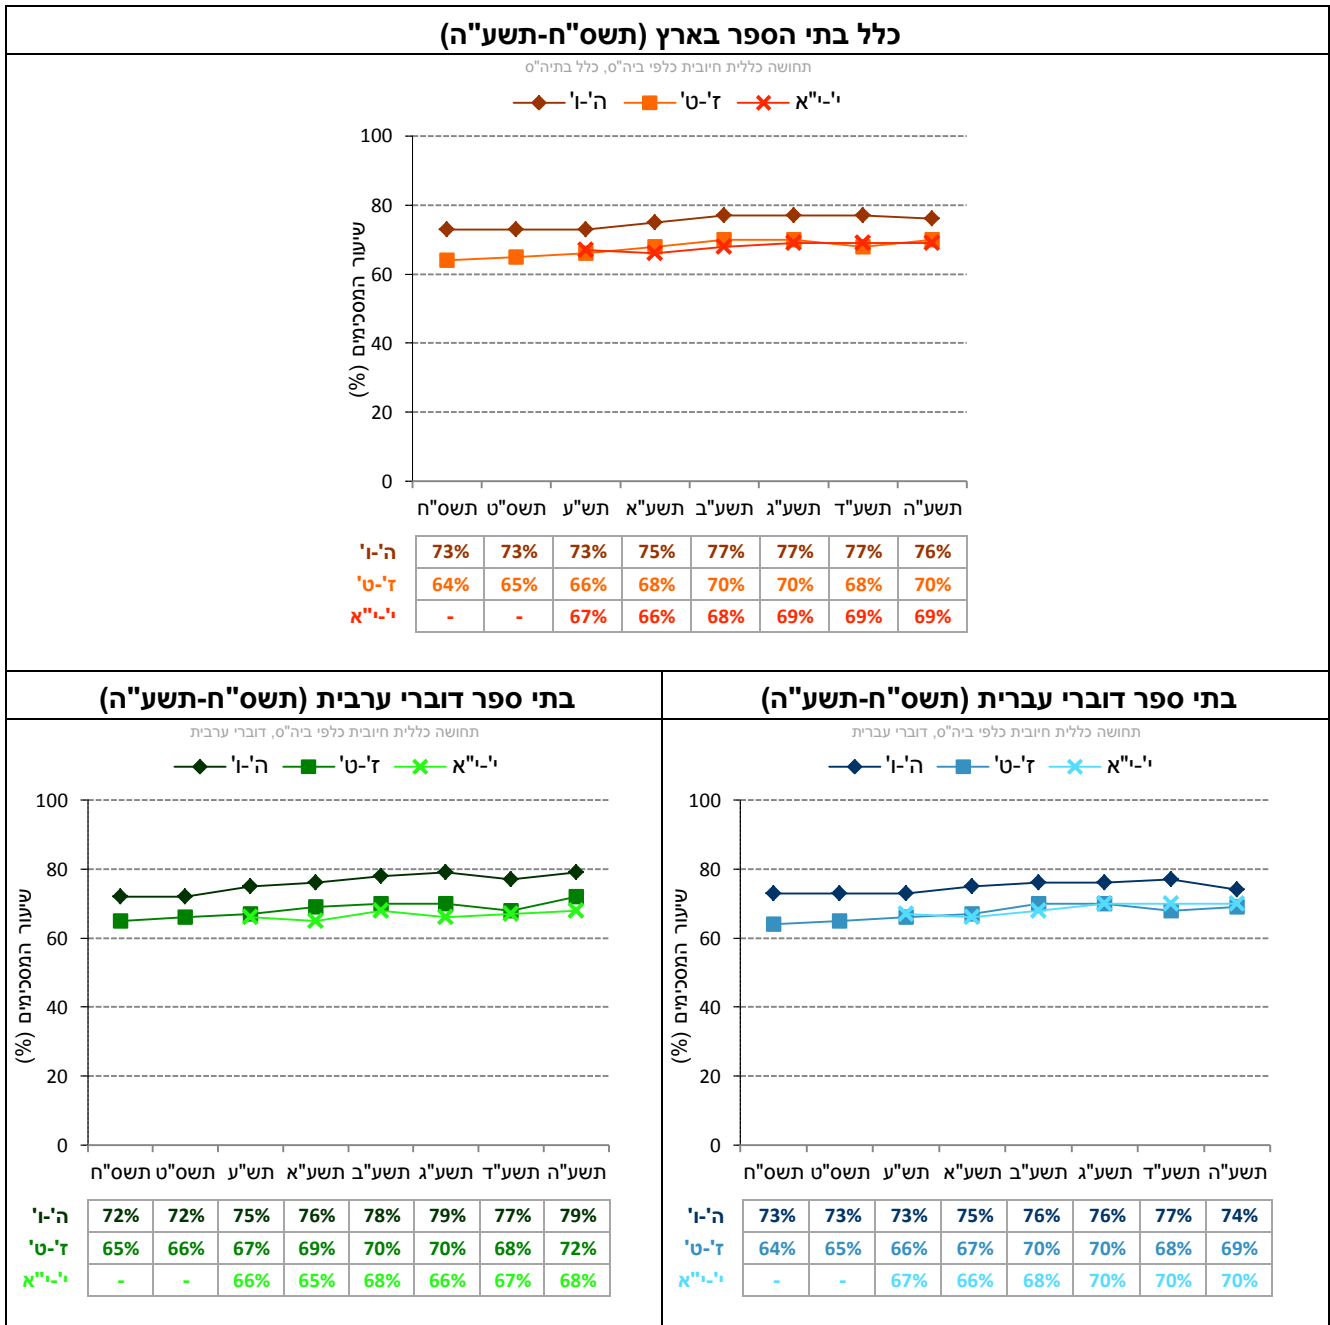 כלל בתי הספר בארץ (תשס"ח-תשע"ה)
תחושה כללית חיובית כלפי ביה"ס, כלל בתיה"ס
ה'-ו' ז'-ט' י'-י"א
שיעור המסכימים (%)
100
80
60
40
20
0
תשס"ח תשס"ט תש"ע תשע"א תשע"ב תשע"ג תשע"ד תשע"ה
ה'-ו' 73% 73% 73% 75% 77% 77% 77% 76%
ז'-ט' 64% 65% 66% 68% 70% 70% 68% 70%
י'-י"א - - 67% 66% 68% 69% 69% 69%
בתי ספר דוברי עברית (תשס"ח-תשע"ה)
תחושה כללית חיובית כלפי ביה"ס, דוברי עברית
ה'-ו' ז'-ט' י'-י"א
שיעור המסכימים (%)
100
80
60
40
20
0
תשס"ח תשס"ט תש"ע תשע"א תשע"ב תשע"ג תשע"ד תשע"ה
ה'-ו' 73% 73% 73% 75% 76% 76% 77% 74%
ז'-ט' 64% 65% 66% 67% 70% 70% 68% 69%
י'-י"א - - 67% 66% 68% 70% 70% 70%
בתי ספר דוברי ערבית (תשס"ח-תשע"ה)
תחושה כללית חיובית כלפי ביה"ס, דוברי ערבית
ה'-ו' ז'-ט' י'-י"א
שיעור המסכימים (%)
100
80
60
40
20
0
תשס"ח תשס"ט תש"ע תשע"א תשע"ב תשע"ג תשע"ד תשע"ה
ה'-ו' 72% 72% 75% 76% 78% 79% 77% 79%
ז'-ט' 65% 66% 67% 69% 70% 70% 68% 72%
י'-י"א - - 66% 65% 68% 66% 67% 68%